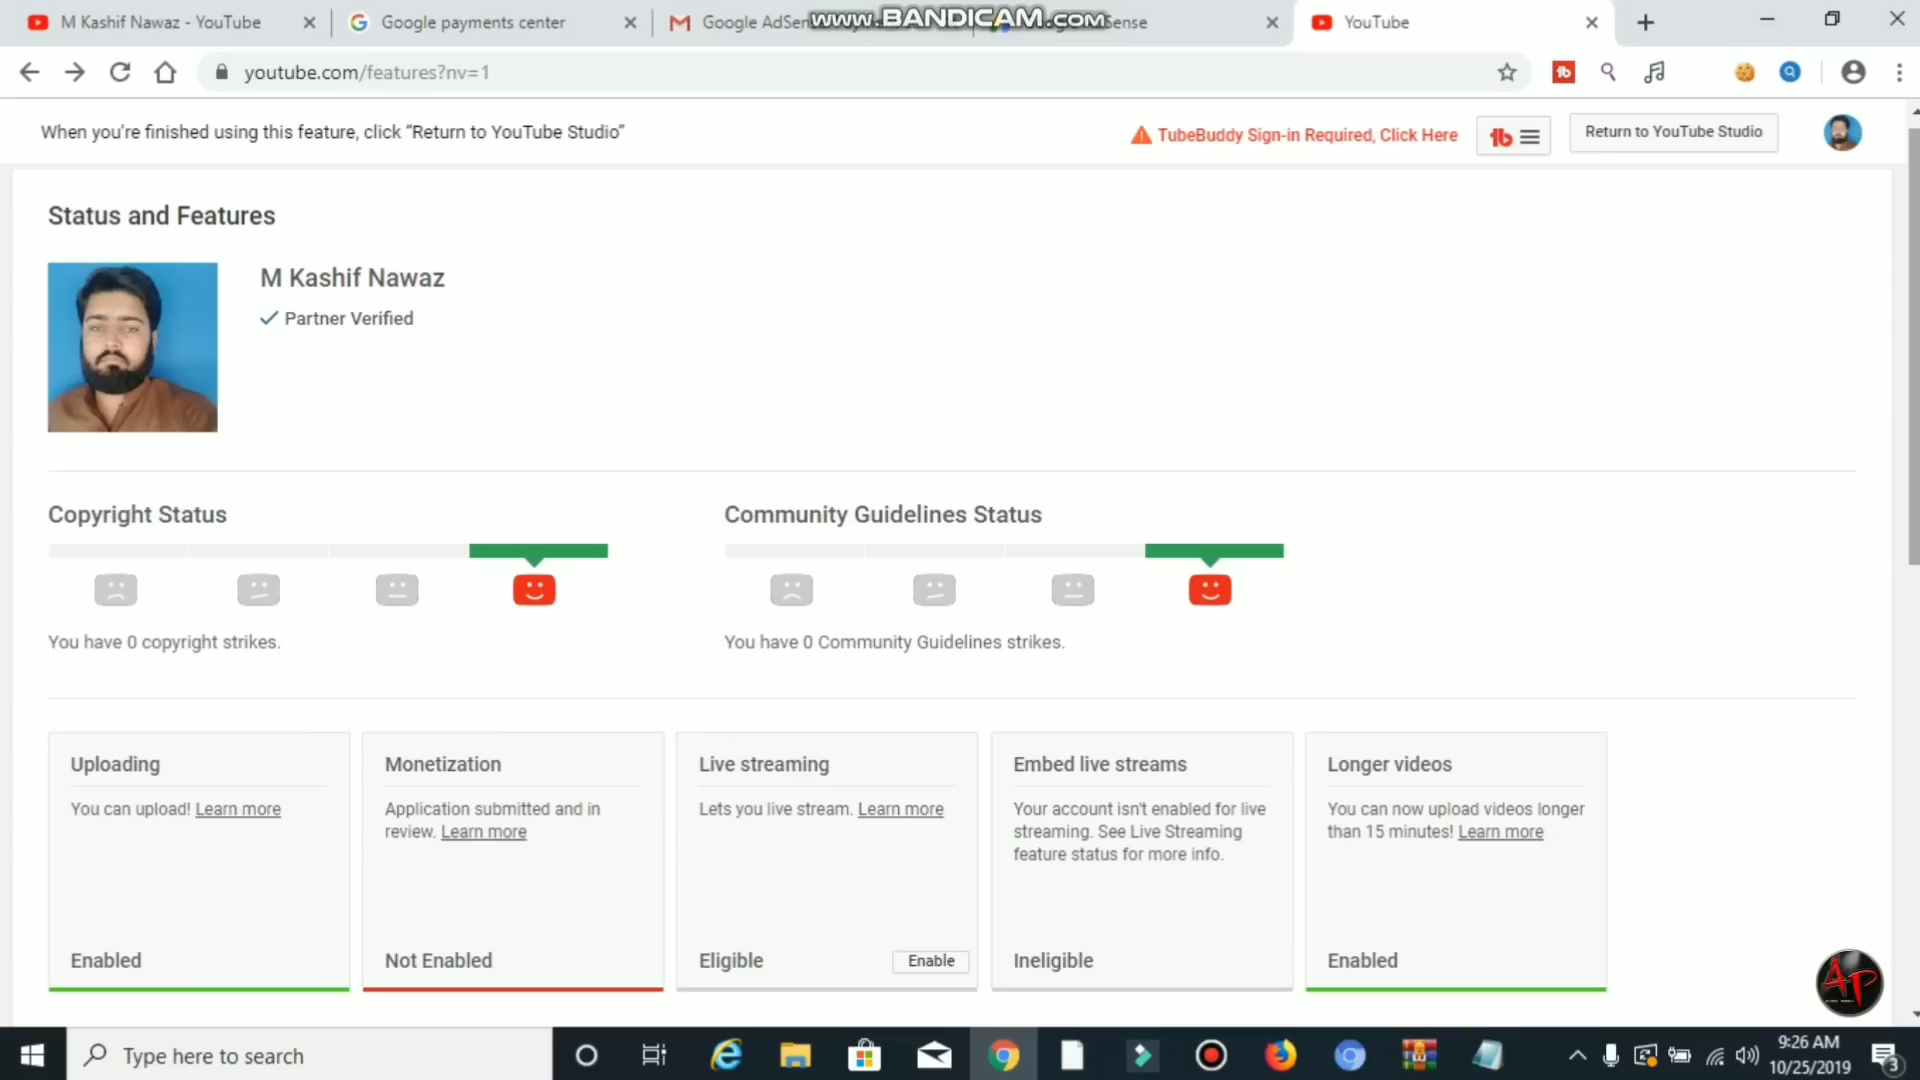 M Kashif Nawaz - YouTube
Google payments center
Google AdSen
Sense
YouTube
www.BANDICAM.com
youtube.com/features?nv=1
When you're finished using this feature, click “Return to YouTube Studio”
TubeBuddy Sign-in Required, Click Here
Return to YouTube Studio
Status and Features
M Kashif Nawaz
Partner Verified
Copyright Status
Community Guidelines Status
You have 0 copyright strikes.
You have 0 Community Guidelines strikes.
Uploading
You can upload! Learn more
Enabled
Monetization
Application submitted and in
review. Learn more
Not Enabled
Live streaming
Lets you live stream. Learn more
Eligible
Enable
Embed live streams
Your account isn't enabled for live
streaming. See Live Streaming
feature status for more info.
Ineligible
Longer videos
You can now upload videos longer
than 15 minutes! Learn more
Enabled
AP
Type here to search
9:26 AM
10/25/2019
3